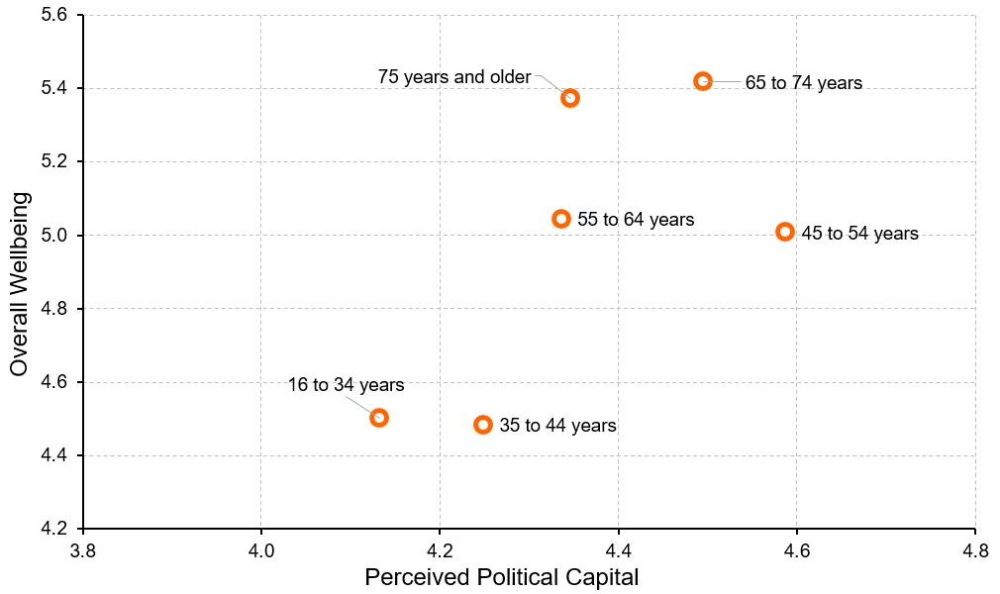 5.6
75 years and older
65 to 74 years
5.4
5.2
55 to 64 years
45 to 54 years
5.0
Overall Wellbeing
4.8
4.6
16 to 34 years
35 to 44 years
4.4
4.2
3.8 4.0 4.2 4.4 4.6 4.8
Perceived Political Capital